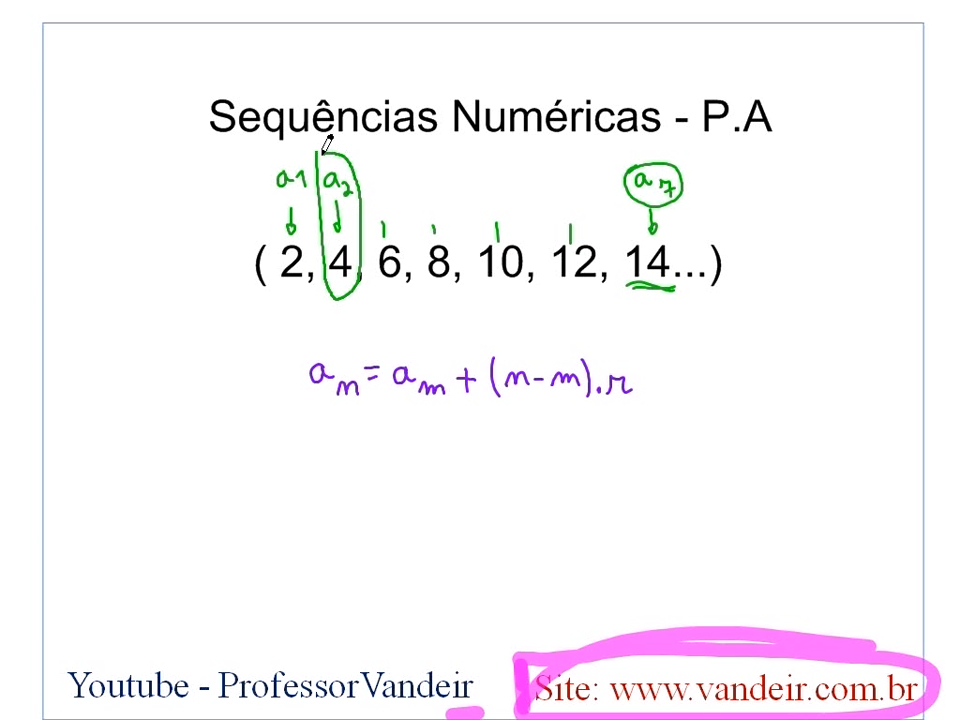 Sequências Numéricas - P.A
a1 a2 a7
( 2, 4, 6, 8, 10, 12, 14...)
an = am + (n-m).r
Youtube - ProfessorVandeir
Site: www.vandeir.com.br